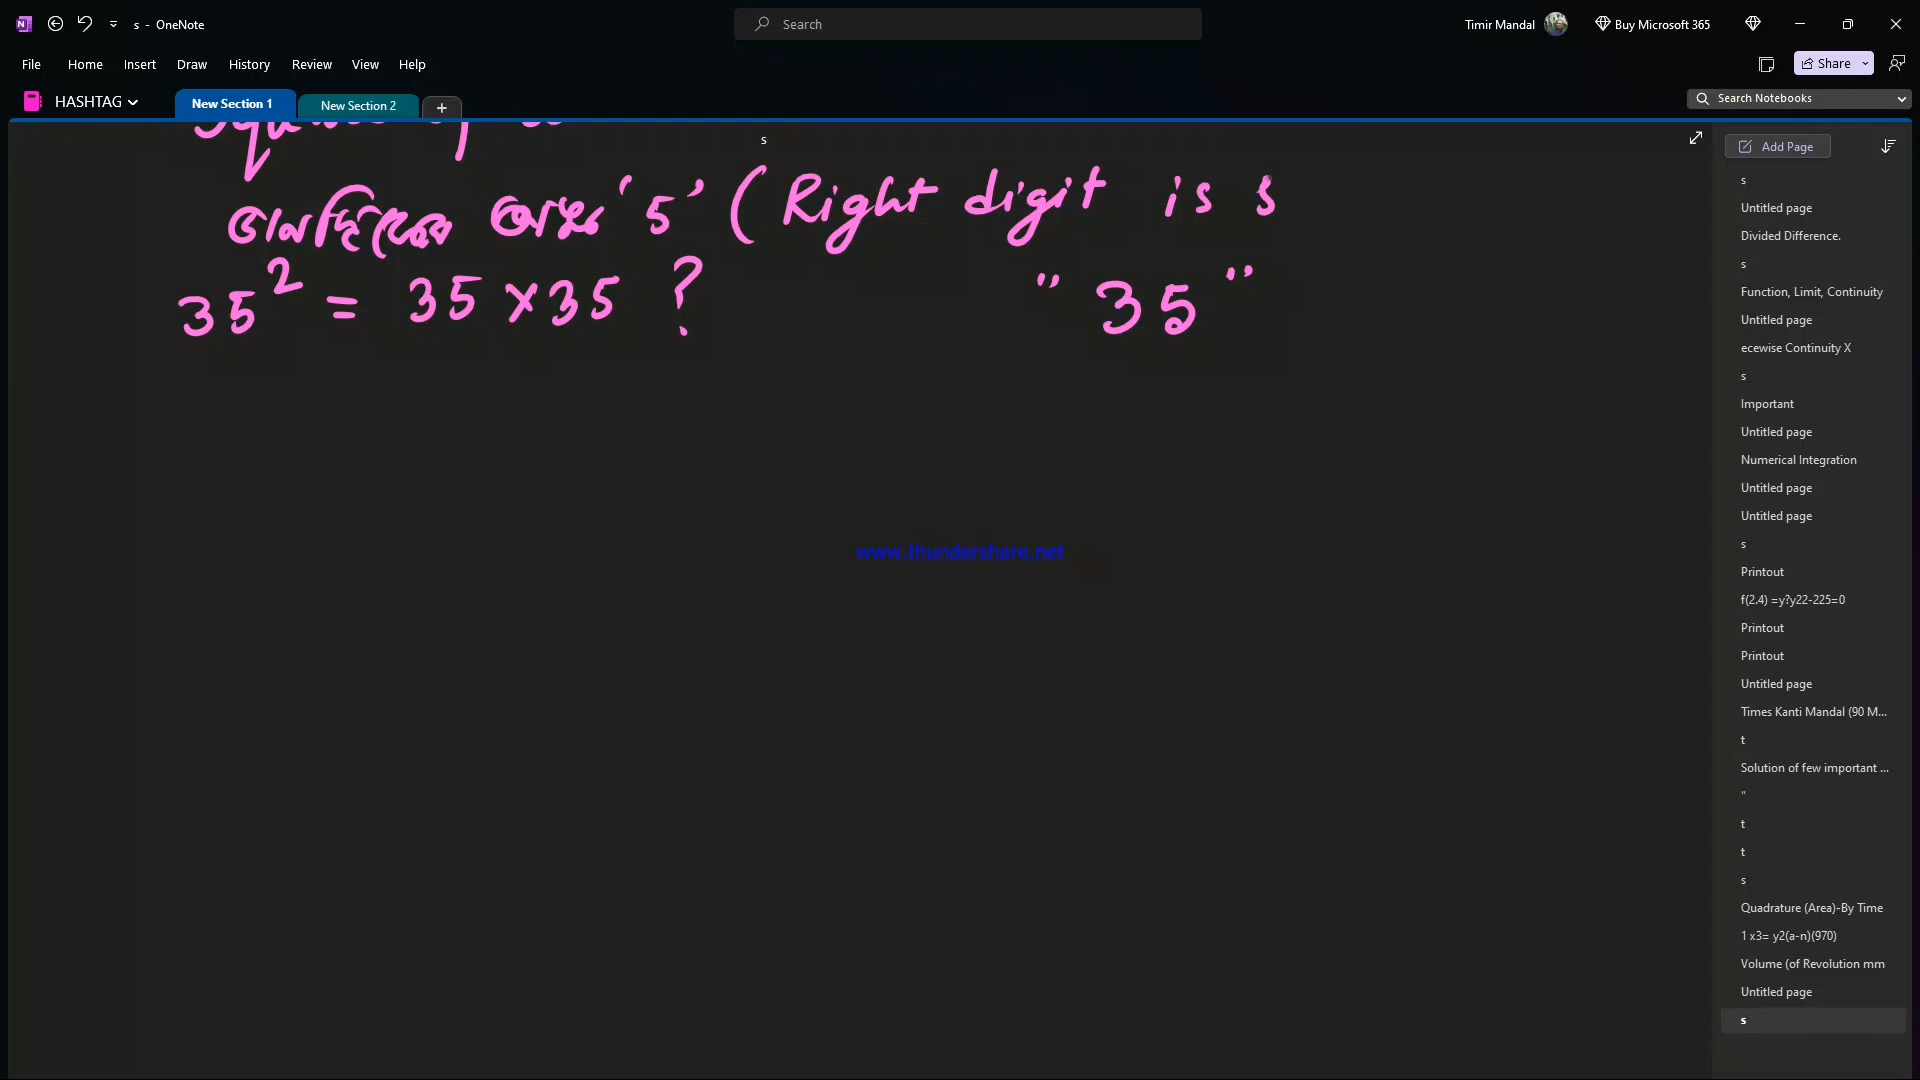 s - OneNote
Search
Timir Mandal
Buy Microsoft 365
File Home Insert Draw History Review View Help
Share
HASHTAG
New Section 1
New Section 2
+
Search Notebooks
s
Add Page
ডানদিকের অঙ্ক '5' (Right digit is 5
35² = 35 × 35 ?
" 35 "
www.thundershare.net
s
Untitled page
Divided Difference.
s
Function, Limit, Continuity
Untitled page
ecewise Continuity X
s
Important
Untitled page
Numerical Integration
Untitled page
Untitled page
s
Printout
f(2.4) =y?y22-225=0
Printout
Printout
Untitled page
Times Kanti Mandal (90 M...
t
Solution of few important ...
"
t
t
s
Quadrature (Area)-By Time
1 x3= y2(a-n)(970)
Volume (of Revolution mm
Untitled page
s